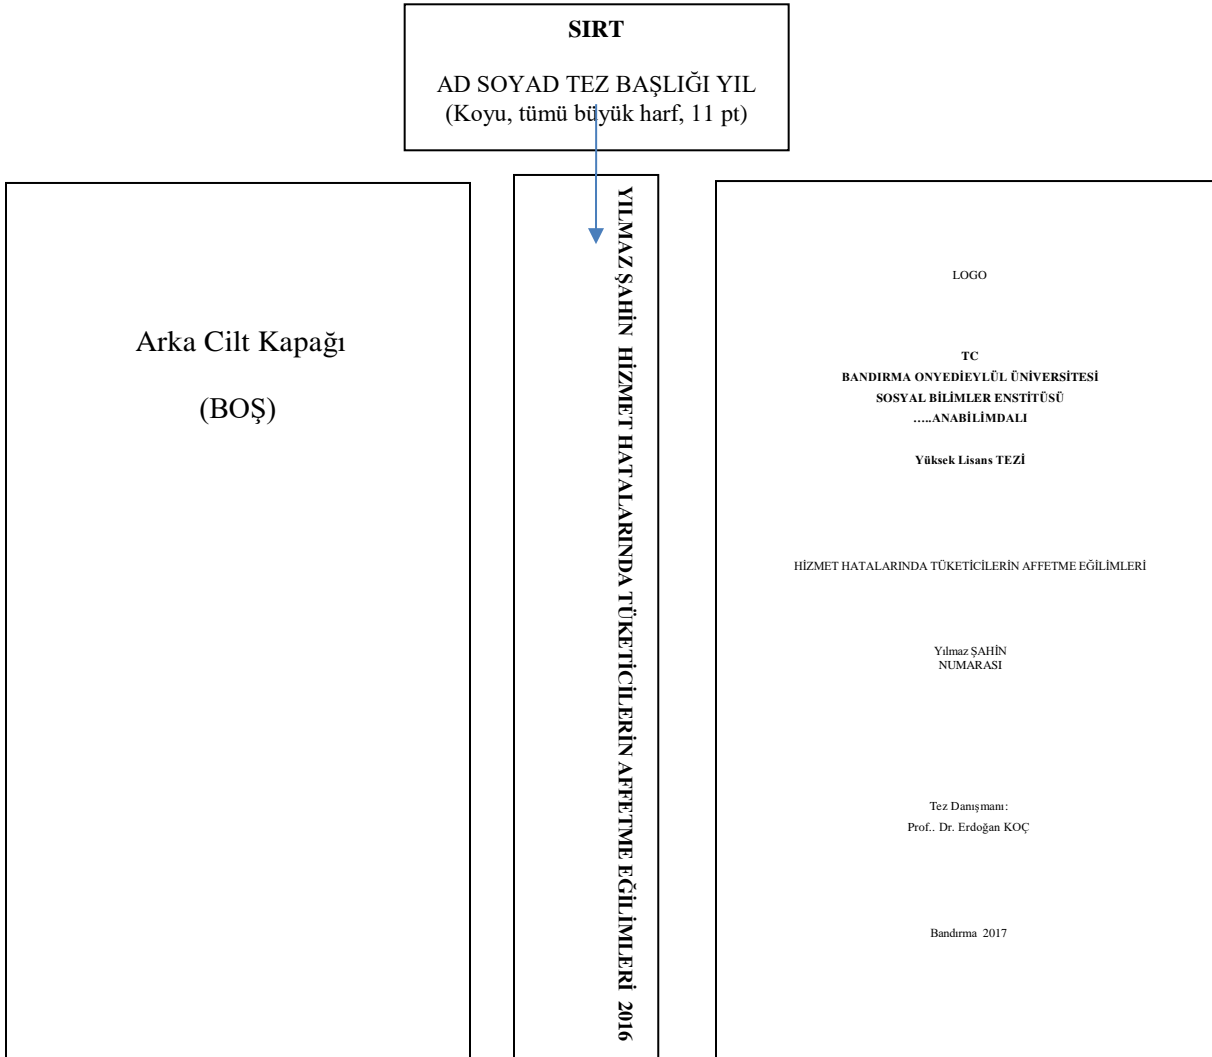 SIRT
AD SOYAD TEZ BAŞLIĞI YIL
(Koyu, tümü büyük harf, 11 pt)
Arka Cilt Kapağı
(BOŞ)
YILMAZ ŞAHİN HİZMET HATALARINDA TÜKETİCİLERİN AFFETME EĞİLİMLERİ 2016
LOGO
TC
BANDIRMA ONYEDİEYLÜL ÜNİVERSİTESİ
SOSYAL BİLİMLER ENSTİTÜSÜ
…..ANABİLİMDALI
Yüksek Lisans TEZİ
HİZMET HATALARINDA TÜKETİCİLERİN AFFETME EĞİLİMLERİ
Yılmaz ŞAHİN
NUMARASI
Tez Danışmanı:
Prof.. Dr. Erdoğan KOÇ
Bandırma 2017